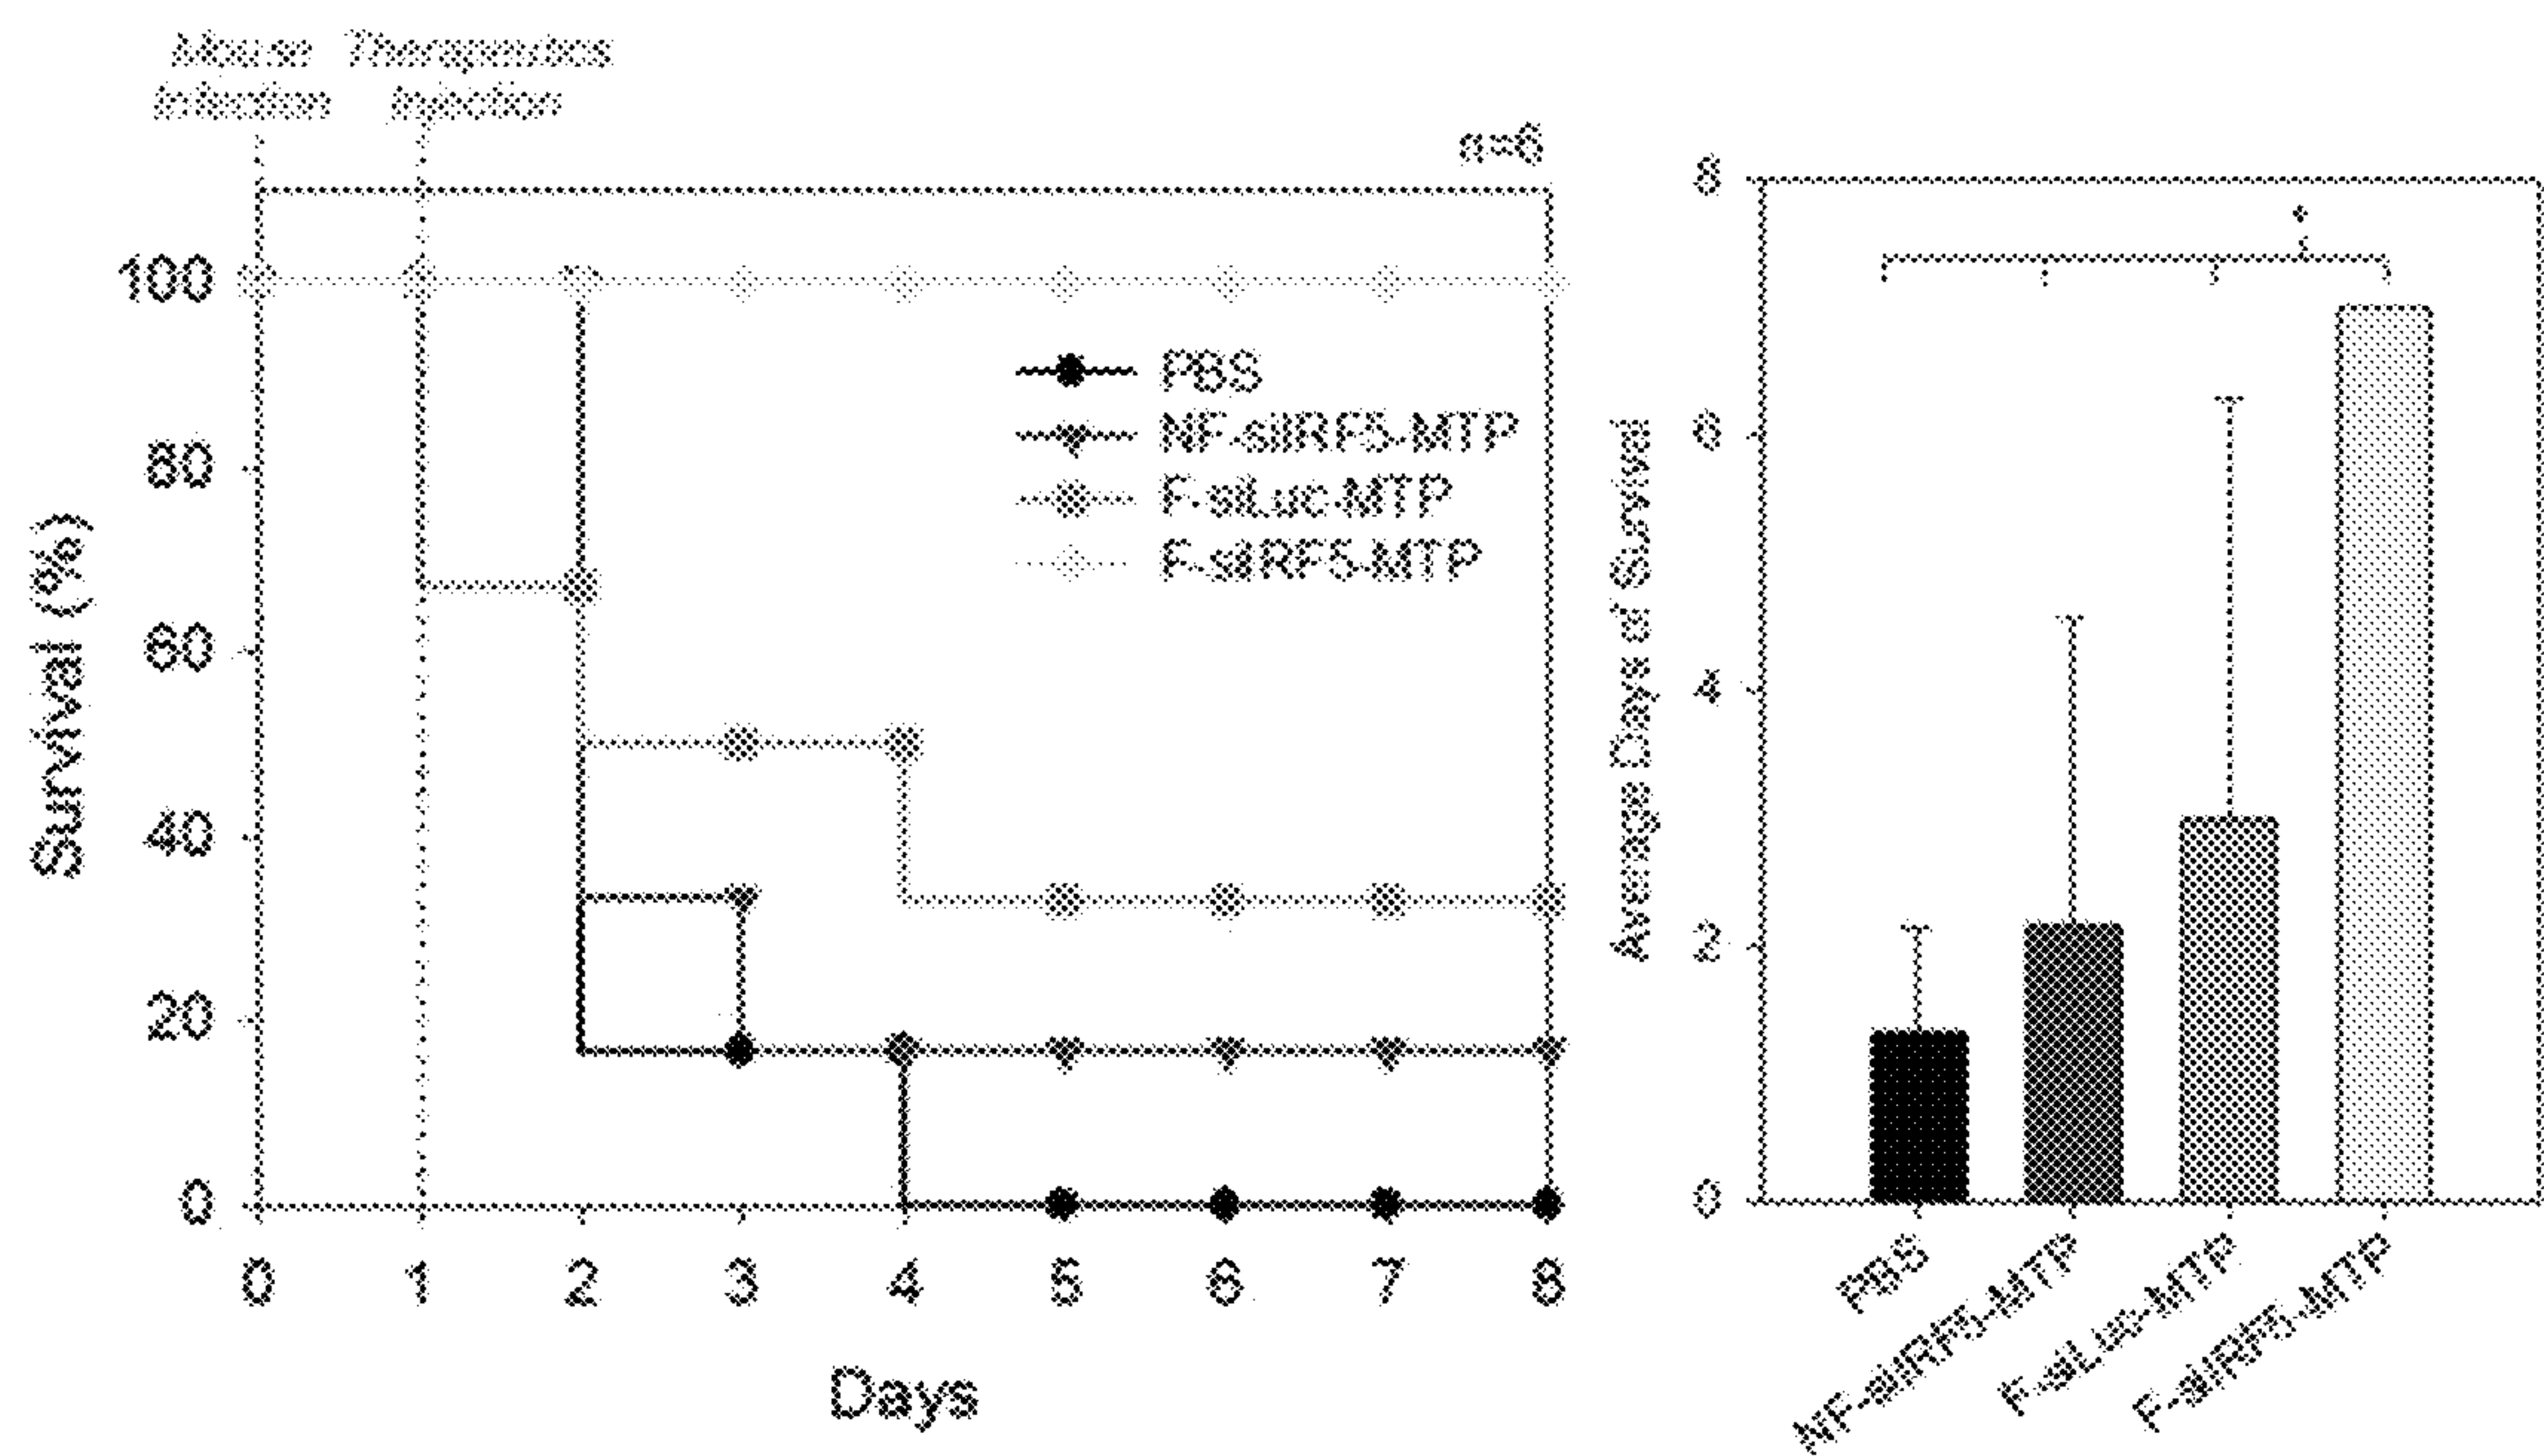 Mouse Therapeutics
Infection Injection
n=6
100
80
60
40
20
0
Survival (%)
0 1 2 3 4 5 6 7 8
Days
PBS
NF-siIRF5-MTP
F-siLuc-MTP
F-siIRF5-MTP
8
6
4
2
0
Average Days of Survival
*
PBS
NF-siIRF5-MTP
F-siLuc-MTP
F-siIRF5-MTP